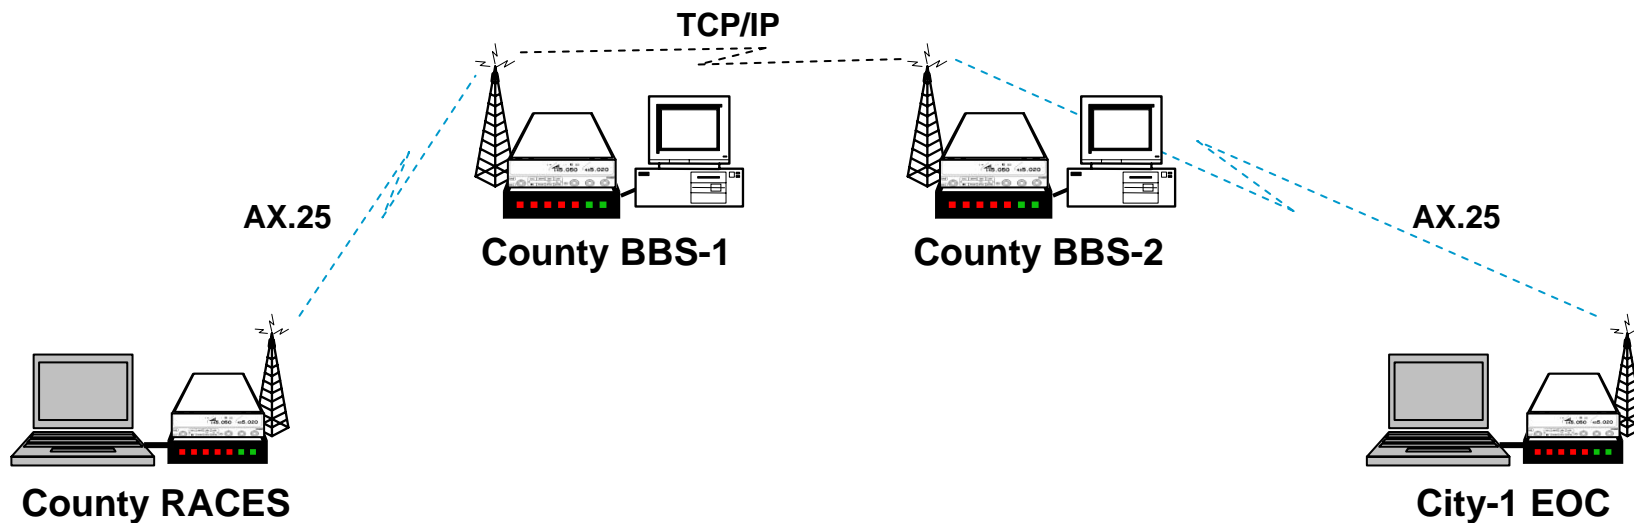 TCP/IP
AX.25
AX.25
County BBS-1
County BBS-2
County RACES
City-1 EOC